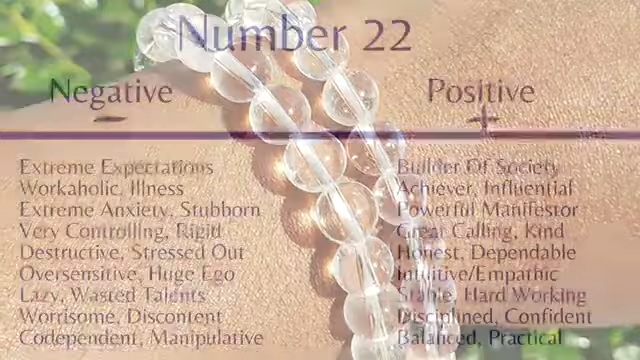 Number 22
Negative
-
Positive
+
Extreme Expectations
Workaholic, Illness
Extreme Anxiety, Stubborn
Very Controlling, Rigid
Destructive, Stressed Out
Oversensitive, Huge Ego
Lazy, Wasted Talents
Worrisome, Discontent
Codependent, Manipulative
Builder Of Society
Achiever, Influential
Powerful Manifestor
Great Calling, Kind
Honest, Dependable
Intuitive/Empathic
Stable, Hard Working
Disciplined, Confident
Balanced, Practical